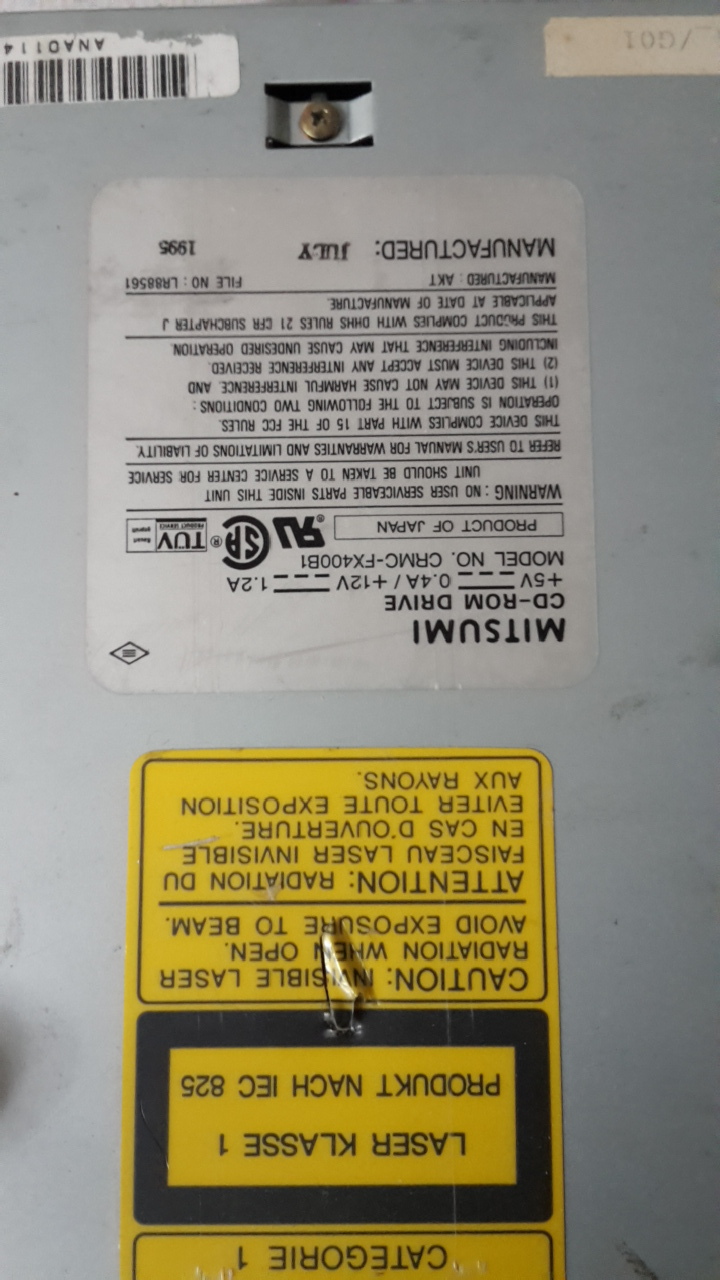 CATEGORIE 1
LASER KLASSE 1
PRODUKT NACH IEC 825
CAUTION: INVISIBLE LASER
RADIATION WHEN OPEN.
AVOID EXPOSURE TO BEAM.
ATTENTION: RADIATION DU
FAISCEAU LASER INVISIBLE
EN CAS D'OUVERTURE.
EVITER TOUTE EXPOSITION
AUX RAYONS.
MITSUMI
CD-ROM DRIVE
+5V 0.4A / +12V 1.2A
MODEL NO. CRMC-FX400B1
PRODUCT OF JAPAN
TÜV
PRODUCT SERVICE
WARNING : NO USER SERVICEABLE PARTS INSIDE THIS UNIT
UNIT SHOULD BE TAKEN TO A SERVICE CENTER FOR SERVICE
REFER TO USER'S MANUAL FOR WARRANTIES AND LIMITATIONS OF LIABILITY.
THIS DEVICE COMPLIES WITH PART 15 OF THE FCC RULES.
OPERATION IS SUBJECT TO THE FOLLOWING TWO CONDITIONS :
(1) THIS DEVICE MAY NOT CAUSE HARMFUL INTERFERENCE. AND
(2) THIS DEVICE MUST ACCEPT ANY INTERFERENCE RECEIVED.
INCLUDING INTERFERENCE THAT MAY CAUSE UNDESIRED OPERATION.
THIS PRODUCT COMPLIES WITH DHHS RULES 21 CFR SUBCHAPTER J
APPLICABLE AT DATE OF MANUFACTURE.
MANUFACTURED : AKT FILE NO : LR88561
MANUFACTURED: JULY 1995
/G01
ANA0114